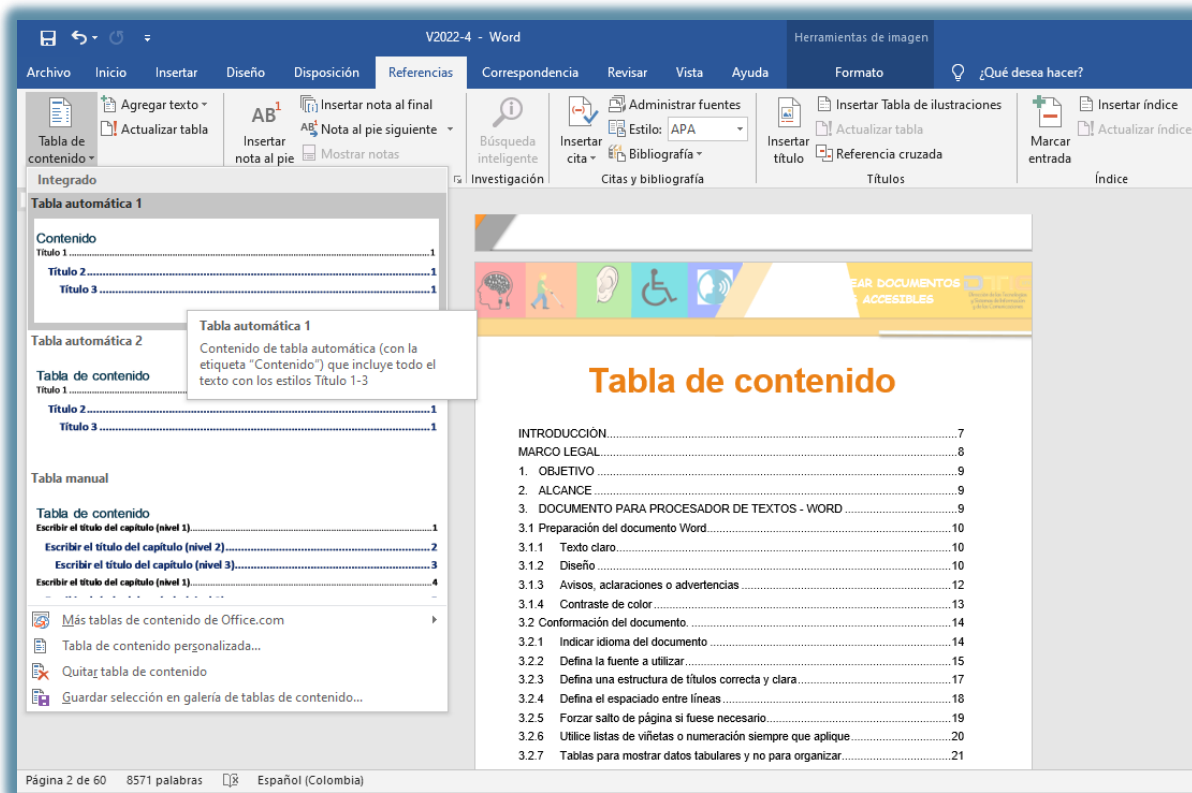 V2022-4 - Word
Herramientas de imagen
Archivo Inicio Insertar Diseño Disposición Referencias Correspondencia Revisar Vista Ayuda Formato ¿Qué desea hacer?
Tabla de contenido
Agregar texto
Actualizar tabla
AB1
Insertar nota al pie
Insertar nota al final
Nota al pie siguiente
Mostrar notas
Búsqueda inteligente
Investigación
Insertar cita
Administrar fuentes
Estilo: APA
Bibliografía
Citas y bibliografía
Insertar título
Insertar Tabla de ilustraciones
Actualizar tabla
Referencia cruzada
Títulos
Marcar entrada
Insertar índice
Actualizar índice
Índice
Integrado
Tabla automática 1
Contenido
Título 1 1
Título 2 1
Título 3 1
Tabla automática 1
Contenido de tabla automática (con la
etiqueta "Contenido") que incluye todo el
texto con los estilos Título 1-3
Tabla automática 2
Tabla de contenido
Título 1
Título 2 1
Título 3 1
Tabla manual
Tabla de contenido
Escribir el título del capítulo (nivel 1) 1
Escribir el título del capítulo (nivel 2) 2
Escribir el título del capítulo (nivel 3) 3
Escribir el título del capítulo (nivel 1) 4
Más tablas de contenido de Office.com
Tabla de contenido personalizada...
Quitar tabla de contenido
Guardar selección en galería de tablas de contenido...
EAR DOCUMENTOS
ACCESIBLES
Tabla de contenido
INTRODUCCIÓN 7
MARCO LEGAL 8
1. OBJETIVO 9
2. ALCANCE 9
3. DOCUMENTO PARA PROCESADOR DE TEXTOS - WORD 9
3.1 Preparación del documento Word 10
3.1.1 Texto claro 10
3.1.2 Diseño 10
3.1.3 Avisos, aclaraciones o advertencias 12
3.1.4 Contraste de color 13
3.2 Conformación del documento. 14
3.2.1 Indicar idioma del documento 14
3.2.2 Defina la fuente a utilizar 15
3.2.3 Defina una estructura de títulos correcta y clara 17
3.2.4 Defina el espaciado entre líneas 18
3.2.5 Forzar salto de página si fuese necesario 19
3.2.6 Utilice listas de viñetas o numeración siempre que aplique 20
3.2.7 Tablas para mostrar datos tabulares y no para organizar 21
Página 2 de 60 8571 palabras Español (Colombia)